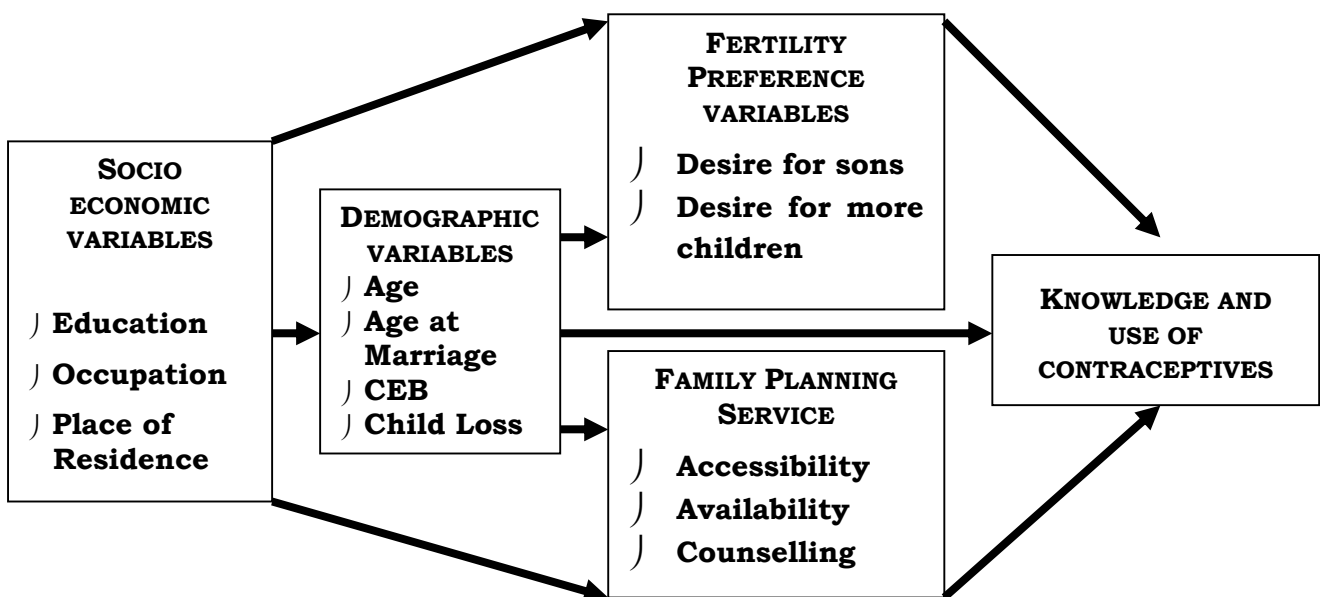 SOCIO
ECONOMIC
VARIABLES
Education
Occupation
Place of
Residence
DEMOGRAPHIC
VARIABLES
Age
Age at
Marriage
CEB
Child Loss
FERTILITY
PREFERENCE
VARIABLES
Desire for sons
Desire for more
children
FAMILY PLANNING
SERVICE
Accessibility
Availability
Counselling
KNOWLEDGE AND
USE OF
CONTRACEPTIVES